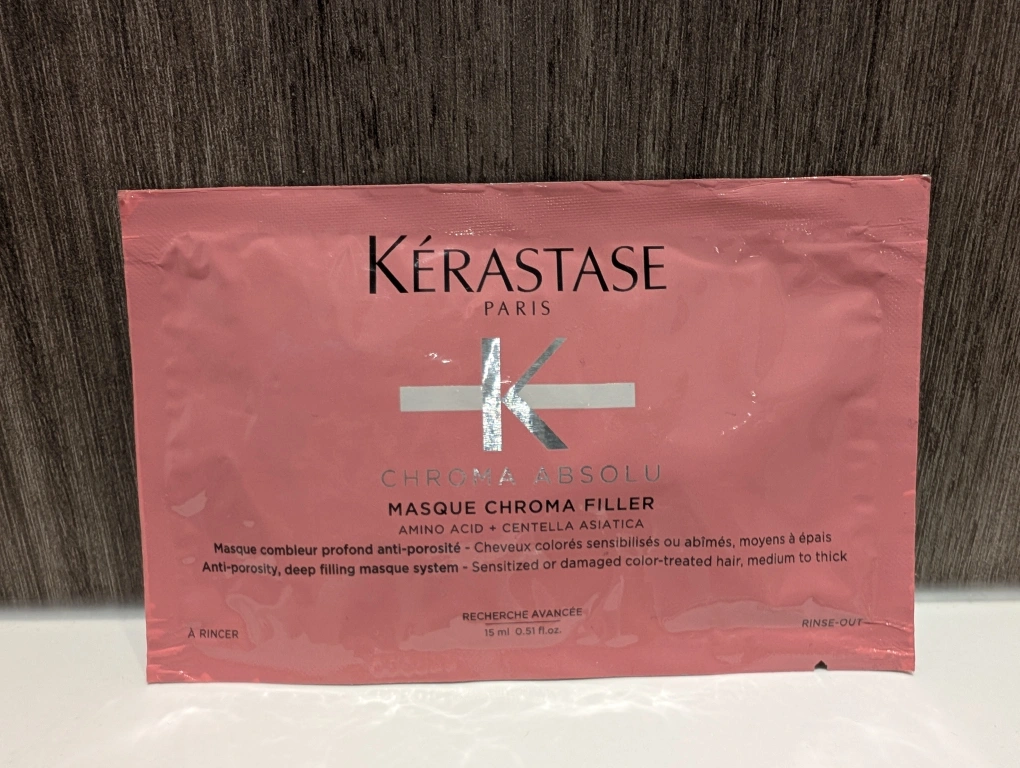 KÉRASTASE
PARIS
K
CHROMA ABSOLU
MASQUE CHROMA FILLER
AMINO ACID + CENTELLA ASIATICA
Masque combleur profond anti-porosité - Cheveux colorés sensibilisés ou abîmés, moyens à épais
Anti-porosity, deep filling masque system - Sensitized or damaged color-treated hair, medium to thick
RECHERCHE AVANCÉE
15 ml 0.51 fl.oz.
À RINCER
RINSE-OUT